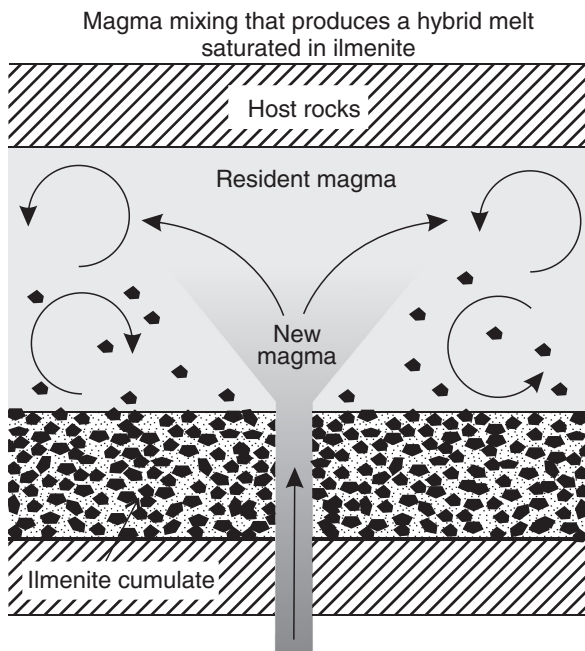 Magma mixing that produces a hybrid melt
saturated in ilmenite
Host rocks
Resident magma
New
magma
Ilmenite cumulate